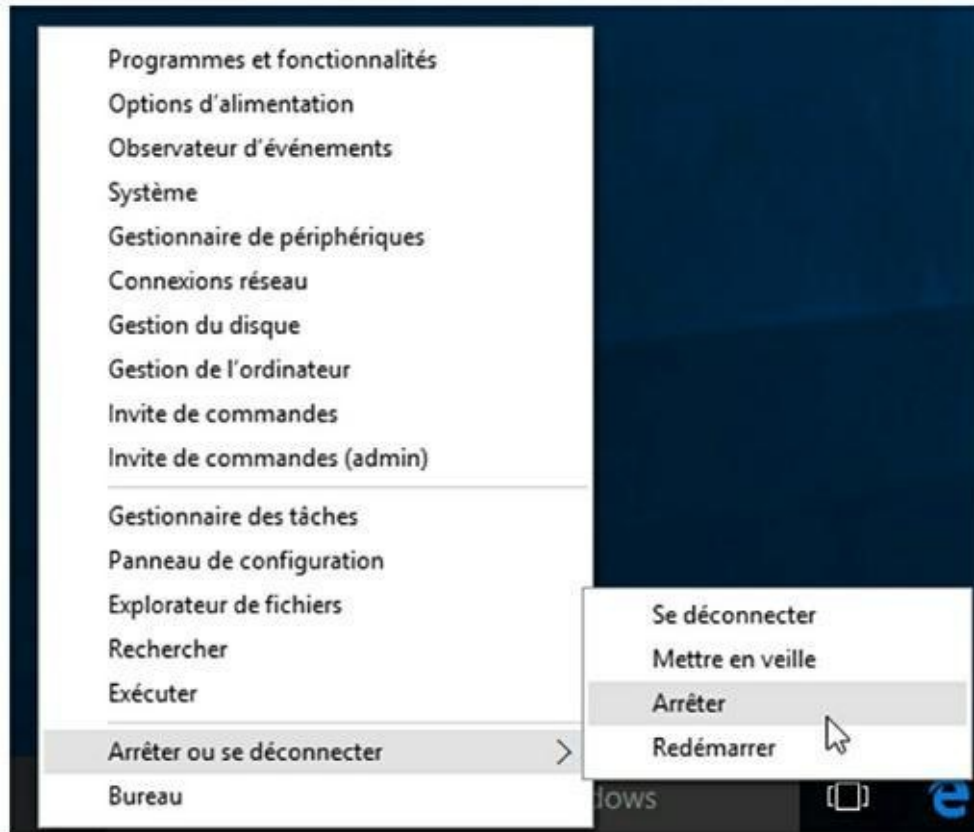 Programmes et fonctionnalités
Options d'alimentation
Observateur d'événements
Système
Gestionnaire de périphériques
Connexions réseau
Gestion du disque
Gestion de l'ordinateur
Invite de commandes
Invite de commandes (admin)
Gestionnaire des tâches
Panneau de configuration
Explorateur de fichiers
Rechercher
Exécuter
Arrêter ou se déconnecter
Bureau
Se déconnecter
Mettre en veille
Arrêter
Redémarrer
dows